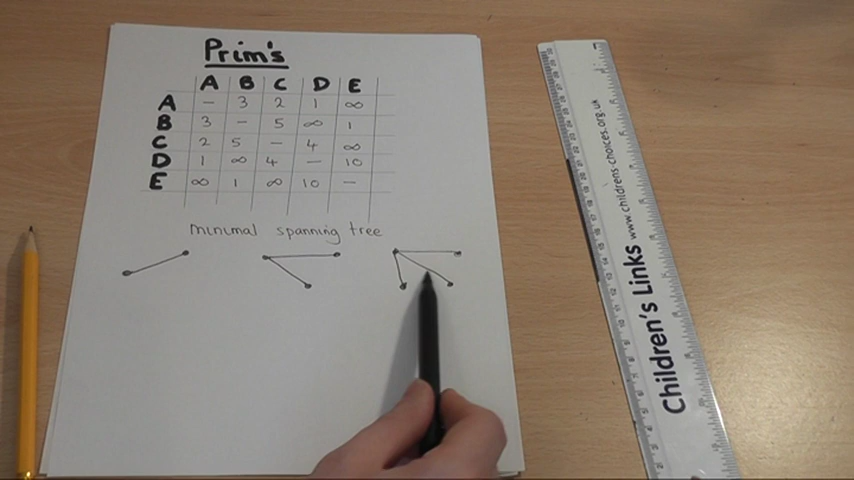 Prim's
A B C D E
A - 3 2 1 ∞
B 3 - 5 ∞ 1
C 2 5 - 4 ∞
D 1 ∞ 4 - 10
E ∞ 1 ∞ 10 -
minimal spanning tree
Children's Links www.childrens-choices.org.uk